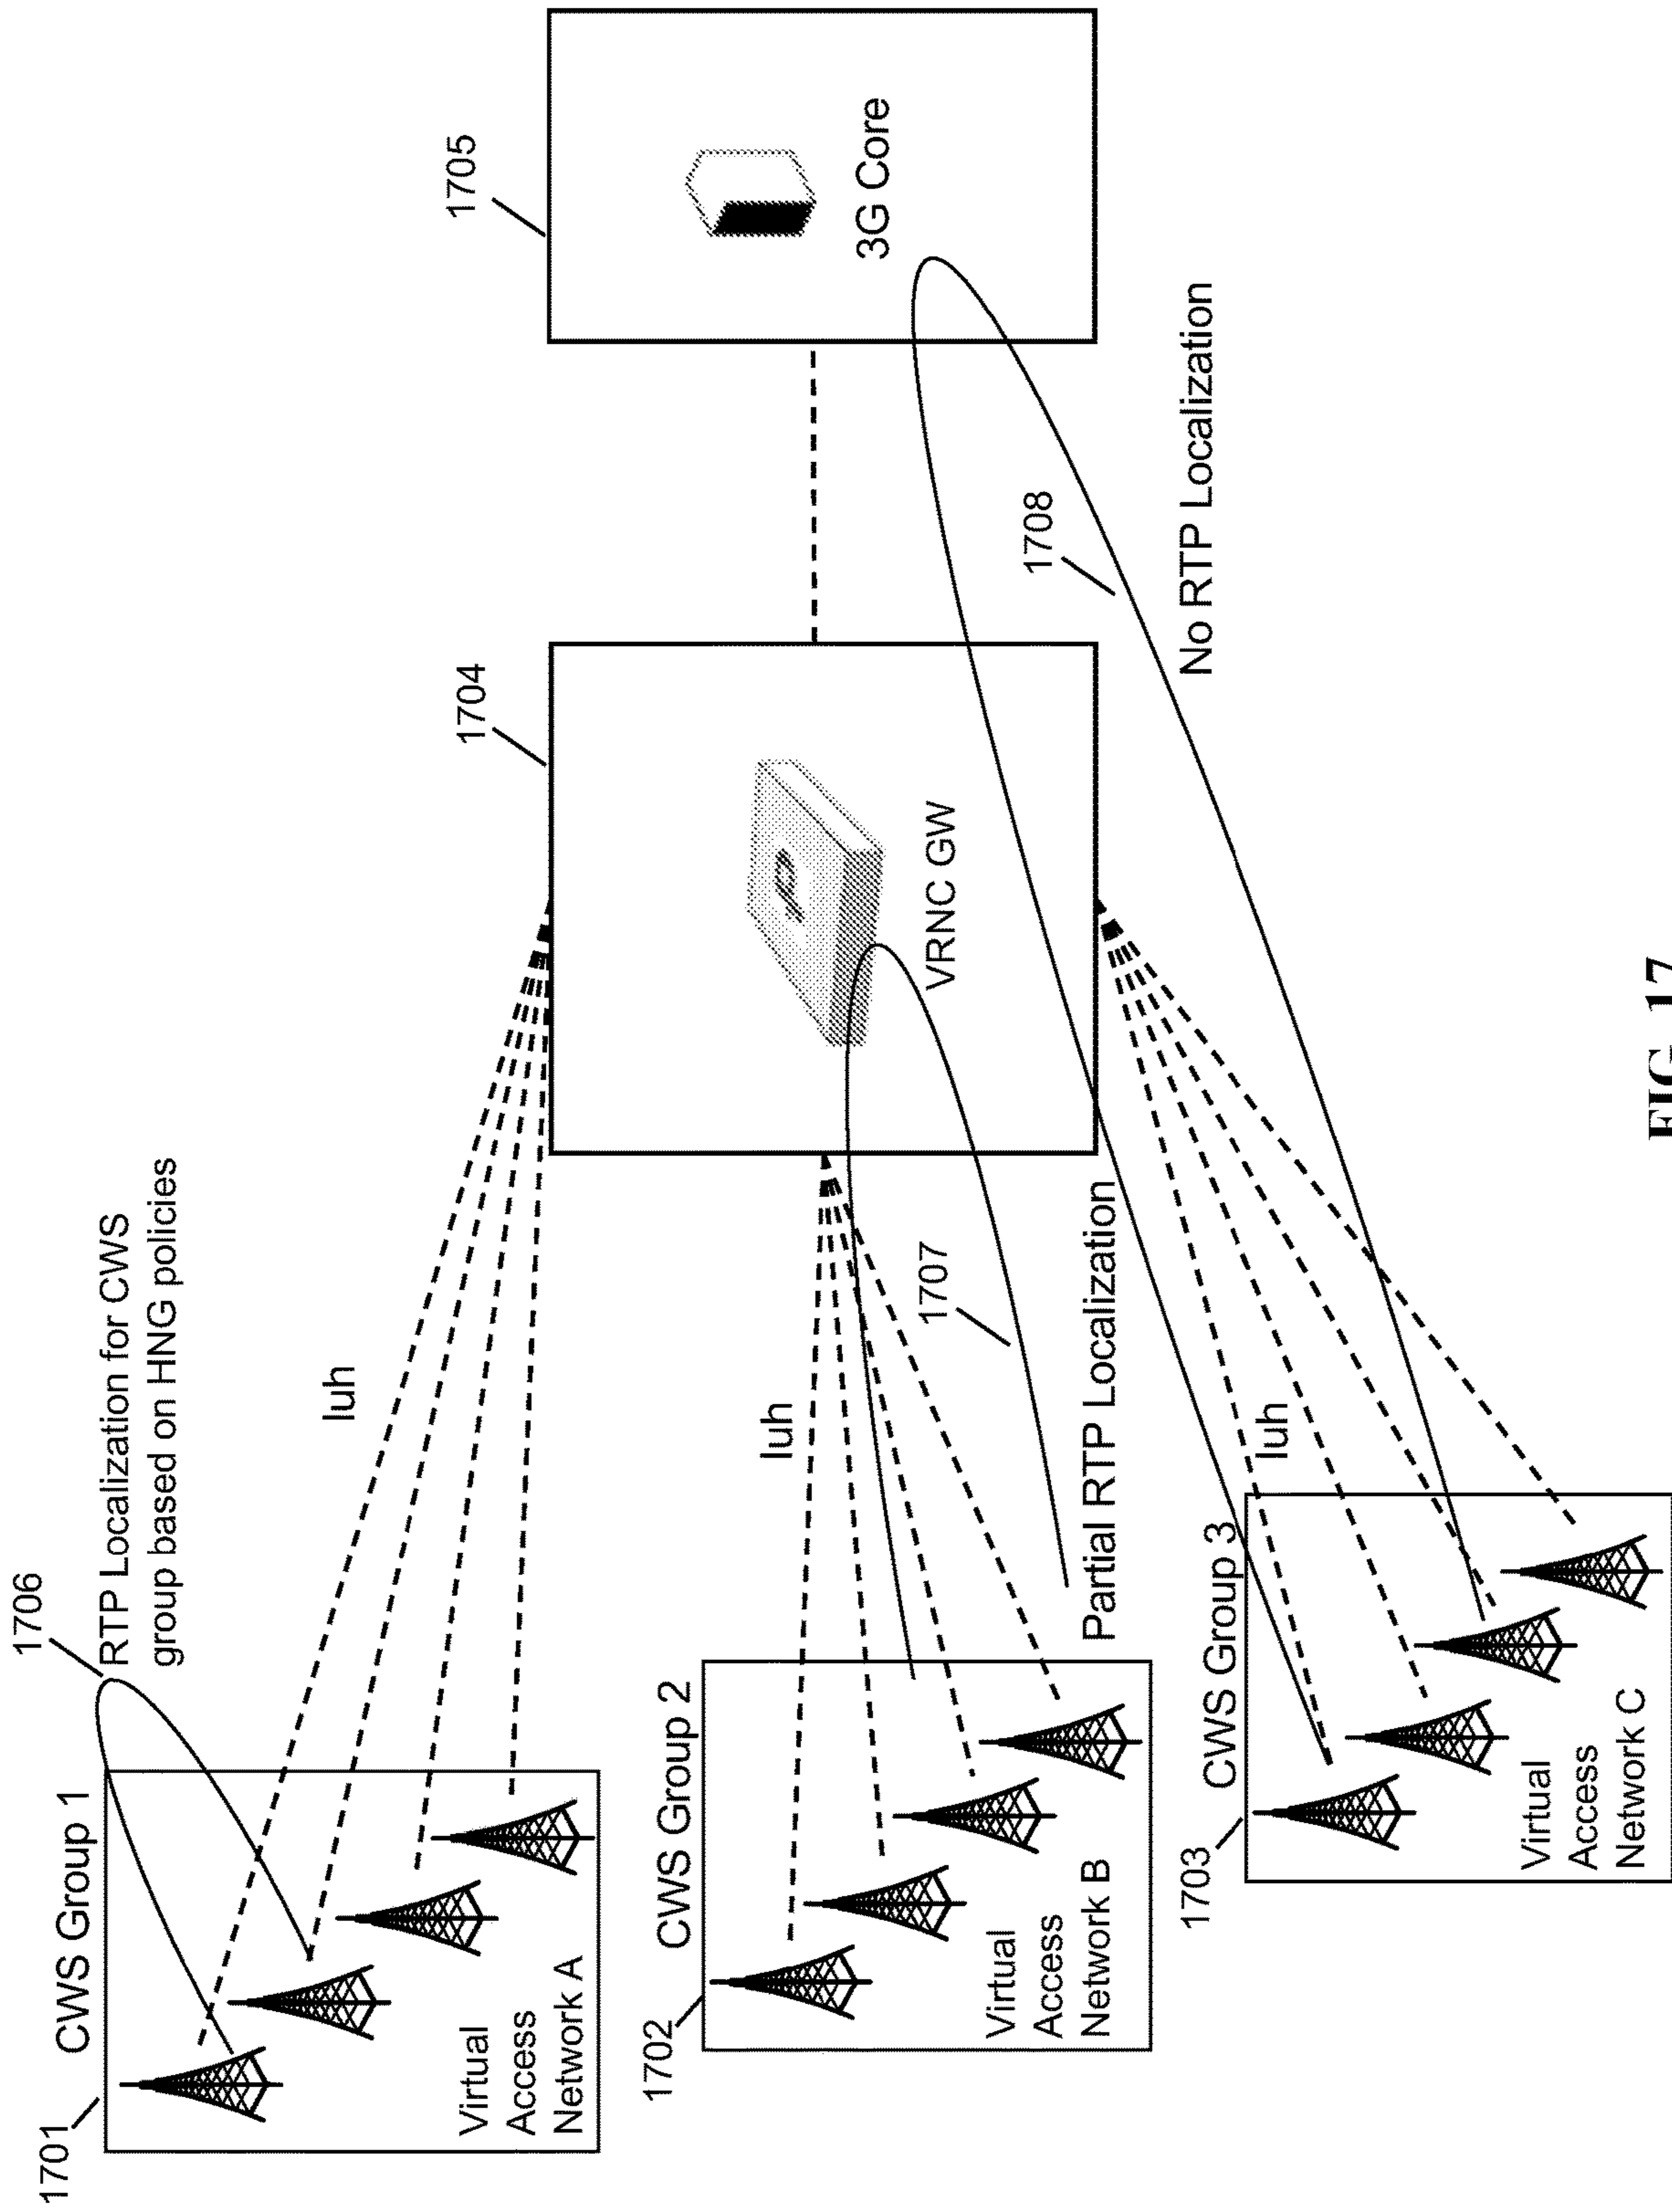 1706
RTP Localization for CWS
group based on HNG policies
1701
CWS Group 1
Virtual
Access
Network A
Iuh
1704
VRNC GW
1705
3G Core
1702
CWS Group 2
Virtual
Access
Network B
Iuh
1707
Partial RTP Localization
1708
No RTP Localization
1703
CWS Group 3
Virtual
Access
Network C
Iuh
FIG. 17